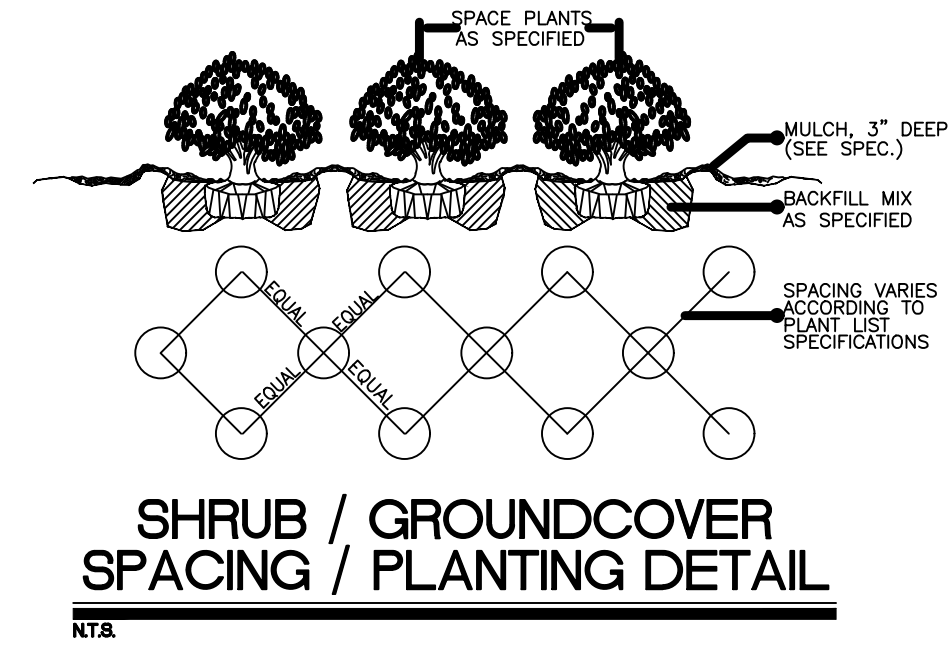 SPACE PLANTS
AS SPECIFIED
MULCH, 3" DEEP
(SEE SPEC.)
BACKFILL MIX
AS SPECIFIED
SPACING VARIES
ACCORDING TO
PLANT LIST
SPECIFICATIONS
EQUAL
EQUAL
EQUAL
EQUAL
SHRUB / GROUNDCOVER
SPACING / PLANTING DETAIL
N.T.S.